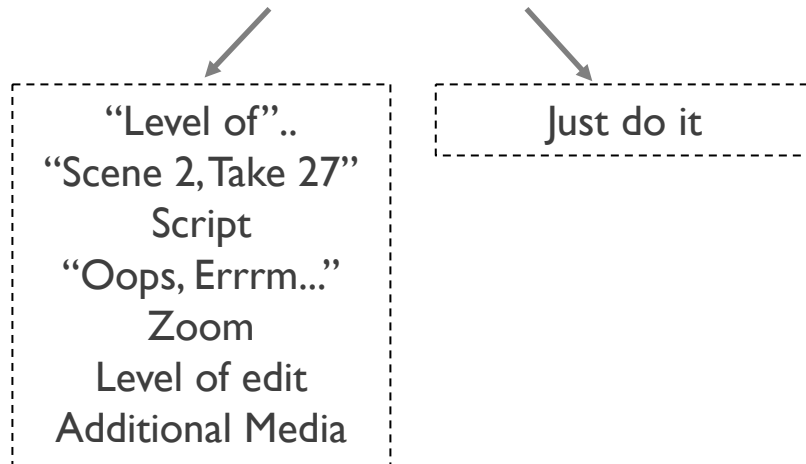 “Level of”..
“Scene 2, Take 27”
Script
“Oops, Errrm...”
Zoom
Level of edit
Additional Media
Just do it